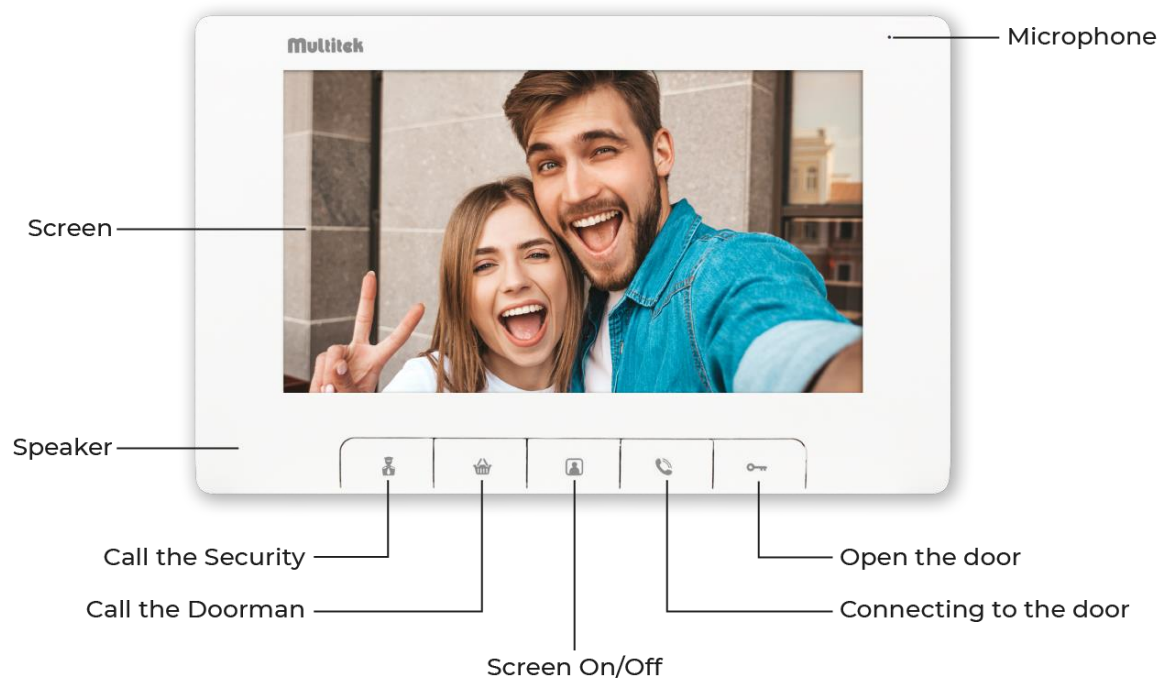 Multitek
Microphone
Screen
Speaker
Call the Security
Open the door
Call the Doorman
Connecting to the door
Screen On/Off